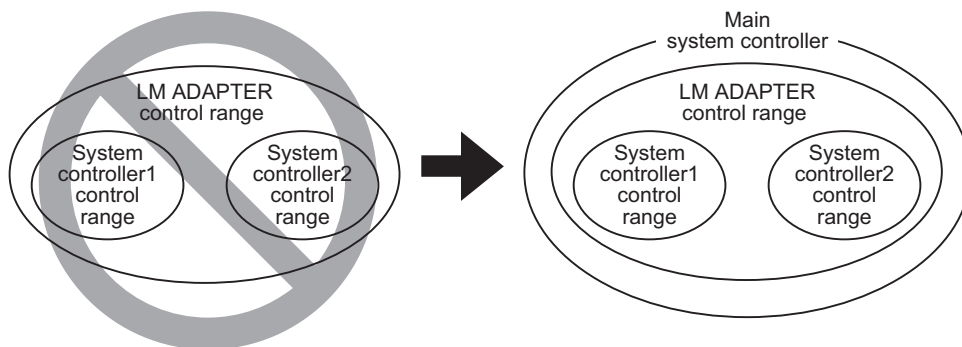 LM ADAPTER
control range
System
controller1
control
range
System
controller2
control
range
Main
system controller
LM ADAPTER
control range
System
controller1
control
range
System
controller2
control
range